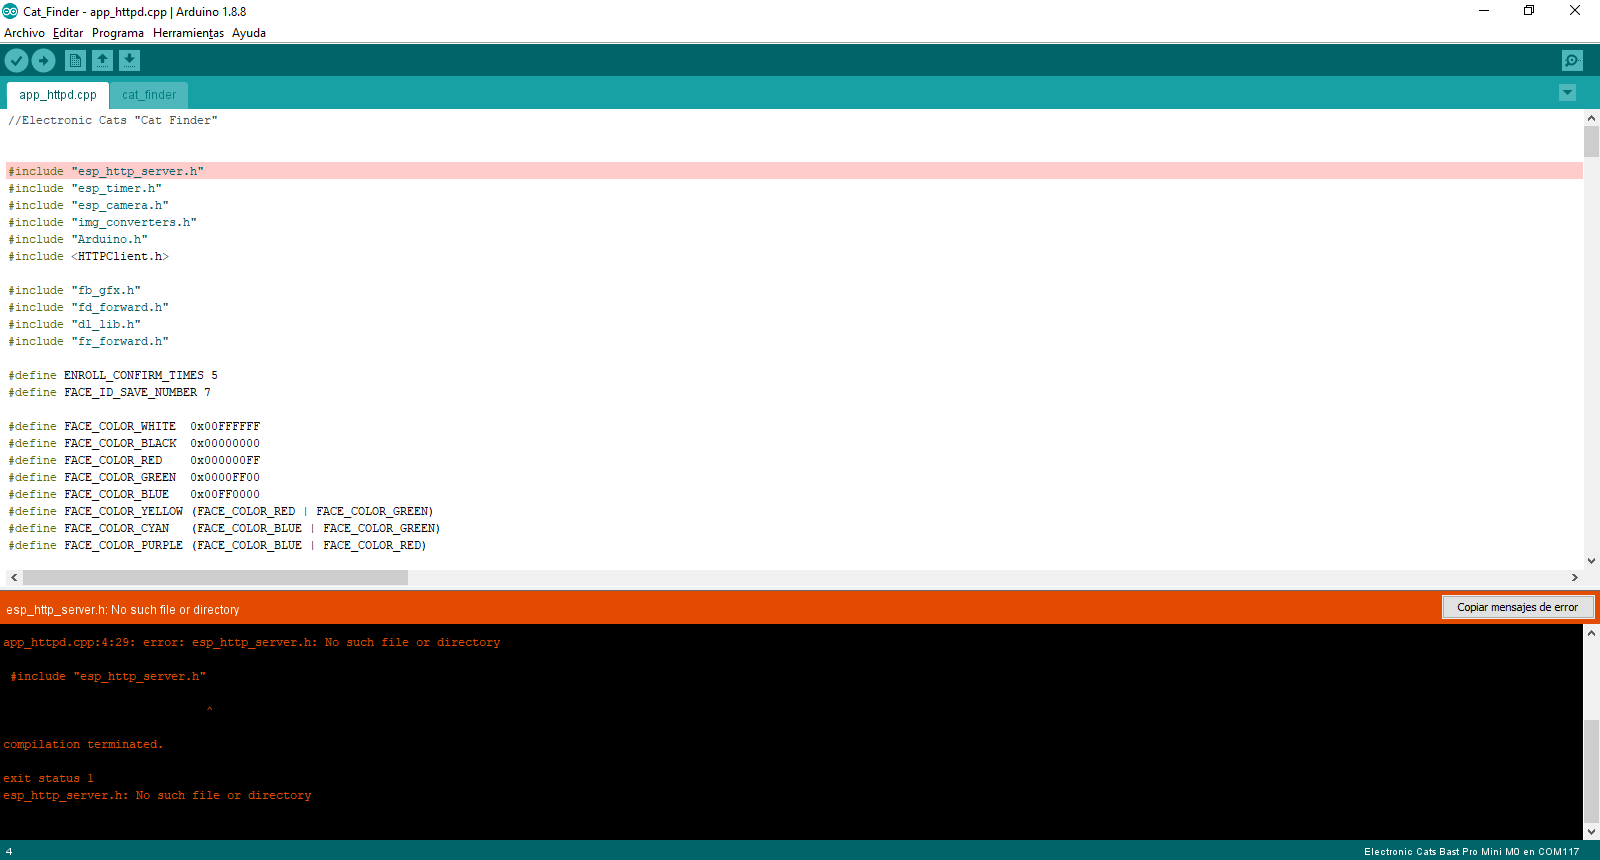 Cat_Finder - app_httpd.cpp | Arduino 1.8.8
Archivo Editar Programa Herramientas Ayuda
app_httpd.cpp cat_finder
//Electronic Cats "Cat Finder"
#include "esp_http_server.h"
#include "esp_timer.h"
#include "esp_camera.h"
#include "img_converters.h"
#include "Arduino.h"
#include <HTTPClient.h>
#include "fb_gfx.h"
#include "fd_forward.h"
#include "dl_lib.h"
#include "fr_forward.h"
#define ENROLL_CONFIRM_TIMES 5
#define FACE_ID_SAVE_NUMBER 7
#define FACE_COLOR_WHITE  0x00FFFFFF
#define FACE_COLOR_BLACK  0x00000000
#define FACE_COLOR_RED    0x000000FF
#define FACE_COLOR_GREEN  0x0000FF00
#define FACE_COLOR_BLUE   0x00FF0000
#define FACE_COLOR_YELLOW (FACE_COLOR_RED | FACE_COLOR_GREEN)
#define FACE_COLOR_CYAN   (FACE_COLOR_BLUE | FACE_COLOR_GREEN)
#define FACE_COLOR_PURPLE (FACE_COLOR_BLUE | FACE_COLOR_RED)
esp_http_server.h: No such file or directory
Copiar mensajes de error
app_httpd.cpp:4:29: error: esp_http_server.h: No such file or directory
#include "esp_http_server.h"
^
compilation terminated.
exit status 1
esp_http_server.h: No such file or directory
4
Electronic Cats Bast Pro Mini M0 en COM117